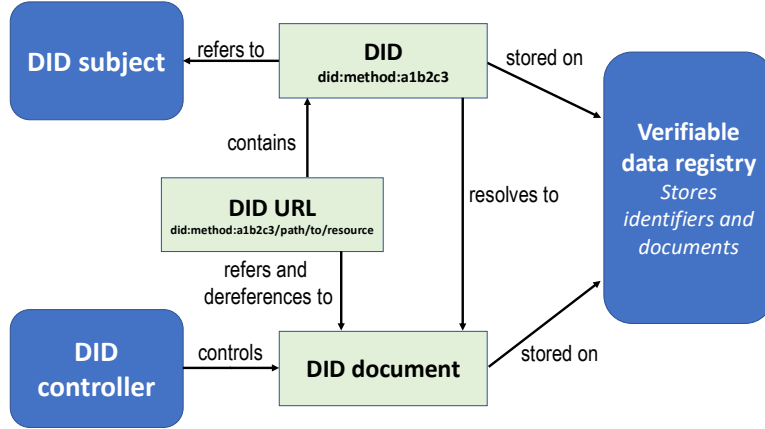 DID subject
refers to
DID
did:method:a1b2c3
stored on
contains
Verifiable
data registry
Stores
identifiers and
documents
DID URL
did:method:a1b2c3/path/to/resource
resolves to
refers and
dereferences to
DID
controller
controls
DID document
stored on